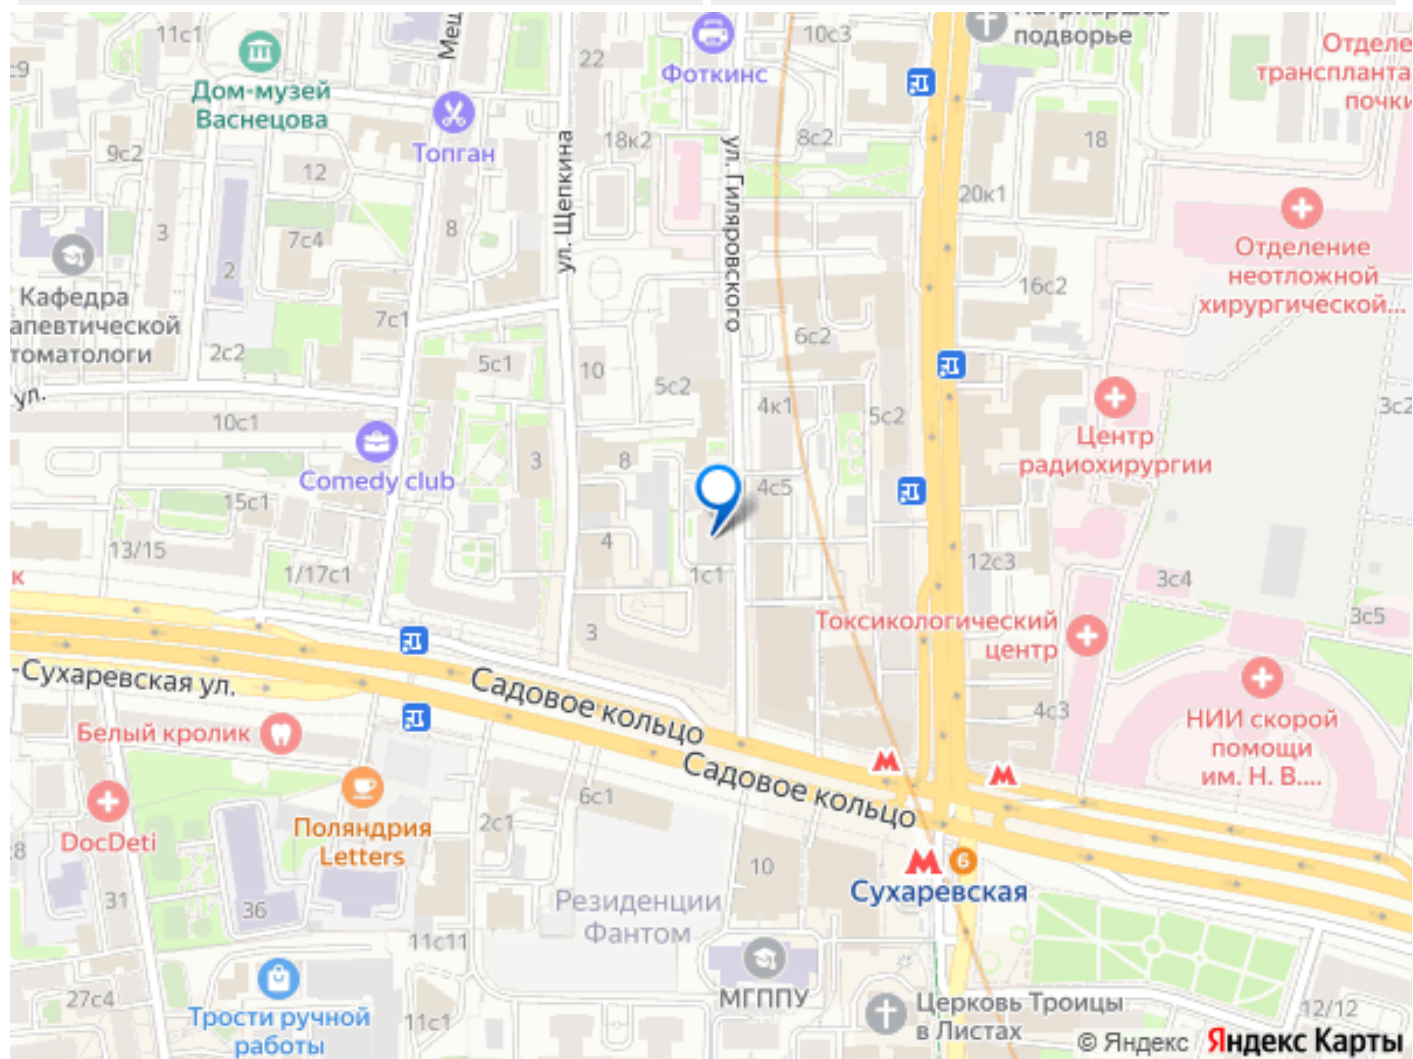 11с1
Дом-музей
Васнецова
22
Фоткинс
10с3
подворье
Отделе
транспланта
почки
с9
9с2
12
Топган
18к2
8с2
18
20к1
ул. Щепкина
ул. Гиляровского
3
2
7с4
8
Отделение
неотложной
хирургической...
16с2
Кафедра
апевтической
томатологи
7с1
2с2
5с1
10
5с2
6с2
4к1
5с2
3с2
ул.
10с1
Comedy club
3
8
4с5
Центр
радиохирургии
15с1
13/15
1/17с1
4
1с1
12с3
3с4
3с5
к
3
Токсикологический
центр
-Сухаревская ул.
Садовое кольцо
Садовое кольцо
4с3
НИИ скорой
помощи
им. Н. В....
Белый кролик
DocDeti
Поляндрия
Letters
6с1
2с1
10
6
Сухаревская
28
31
36
Резиденции
Фантом
11с11
МГППУ
27с4
Трости ручной
работы
11с1
Церковь Троицы
в Листах
12/12
© Яндекс Яндекс Карты